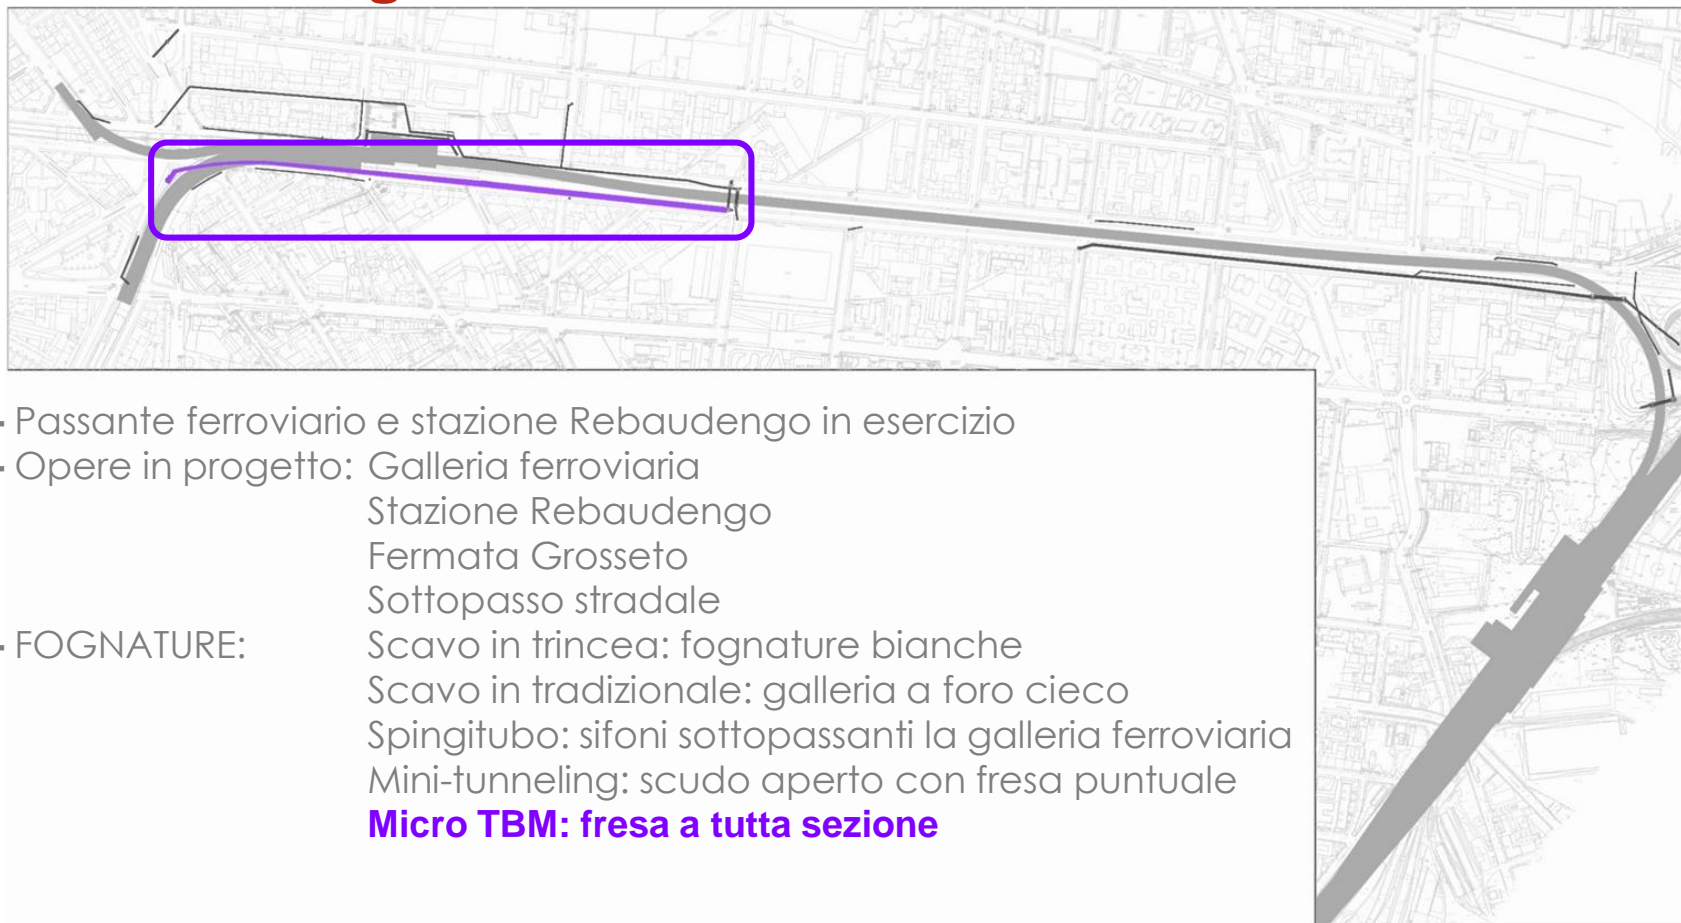 - Passante ferroviario e stazione Rebaudengo in esercizio
- Opere in progetto: Galleria ferroviaria
Stazione Rebaudengo
Fermata Grosseto
Sottopasso stradale
- FOGNATURE: Scavo in trincea: fognature bianche
Scavo in tradizionale: galleria a foro cieco
Spingitubo: sifoni sottopassanti la galleria ferroviaria
Mini-tunneling: scudo aperto con fresa puntuale
Micro TBM: fresa a tutta sezione